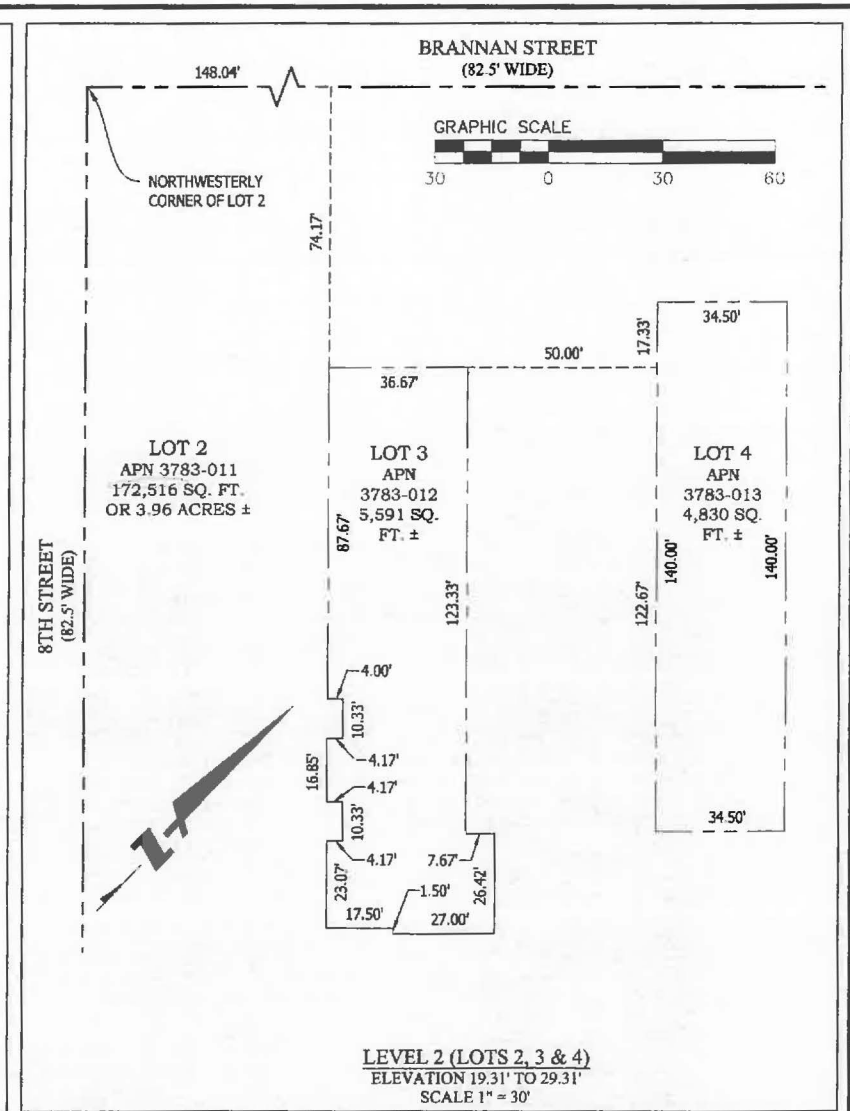 BRANNAN STREET
(82.5' WIDE)
148.04'
GRAPHIC SCALE
30 0 30 60
NORTHWESTERLY
CORNER OF LOT 2
74.17'
17.33'
34.50'
50.00'
36.67'
LOT 2
APN 3783-011
172,516 SQ. FT.
OR 3.96 ACRES ±
LOT 3
APN
3783-012
5,591 SQ.
FT. ±
LOT 4
APN
3783-013
4,830 SQ.
FT. ±
8TH STREET
(82.5' WIDE)
87.67'
123.33'
122.67'
140.00'
140.00'
4.00'
10.33'
4.17'
16.85'
4.17'
10.33'
4.17'
34.50'
7.67'
23.07'
1.50'
26.42'
17.50'
27.00'
Z
LEVEL 2 (LOTS 2, 3 & 4)
ELEVATION 19.31' TO 29.31'
SCALE 1" = 30'